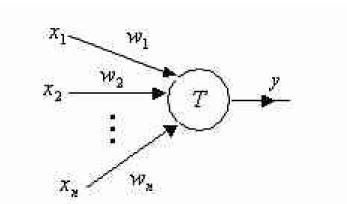 x₁ w₁
x₂ w₂ T y
⋮
xₙ wₙ